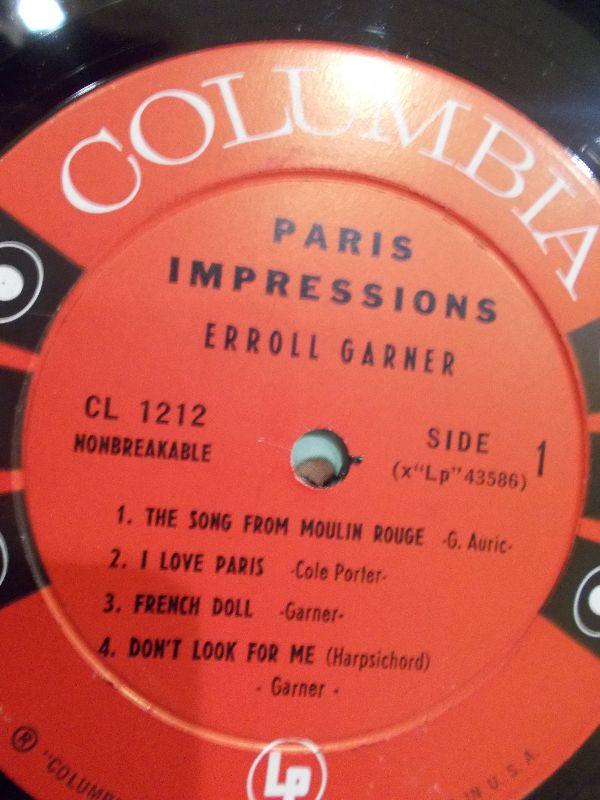 COLUMBIA
PARIS
IMPRESSIONS
ERROLL GARNER
CL 1212
NONBREAKABLE
SIDE 1
(x"Lp"43586)
1. THE SONG FROM MOULIN ROUGE -G. Auric-
2. I LOVE PARIS -Cole Porter-
3. FRENCH DOLL -Garner-
4. DON'T LOOK FOR ME (Harpsichord)
- Garner -
Lp
® "COLUMB
IN U.S.A.